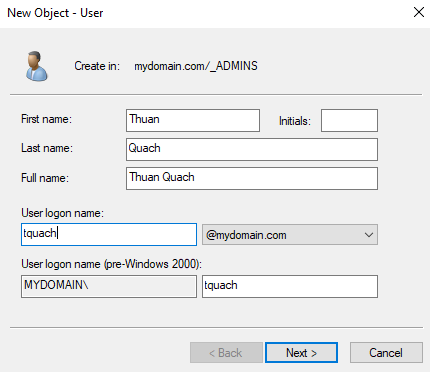 New Object - User
Create in: mydomain.com/_ADMINS
First name: Thuan Initials:
Last name: Quach
Full name: Thuan Quach
User logon name:
tquach @mydomain.com
User logon name (pre-Windows 2000):
MYDOMAIN\ tquach
< Back Next > Cancel